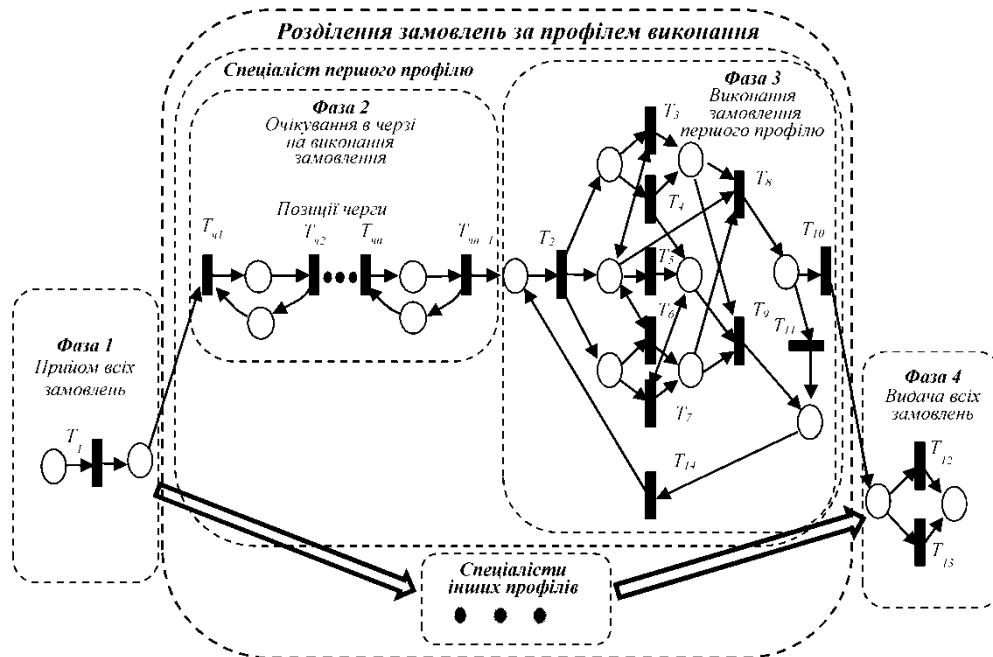 Розділення замовлень за профілем виконання
Спеціаліст першого профілю
Фаза 2
Очікування в черзі
на виконання
замовлення
Позиції черги
Tч1
Tч2
Tчn
Tчn-1
Фаза 3
Виконання
замовлення
першого профілю
T2
T3
T4
T5
T6
T7
T8
T9
T10
T11
T14
Фаза 1
Прийом всіх
замовлень
T1
Фаза 4
Видача всіх
замовлень
T12
T13
Спеціалісти
інших профілів